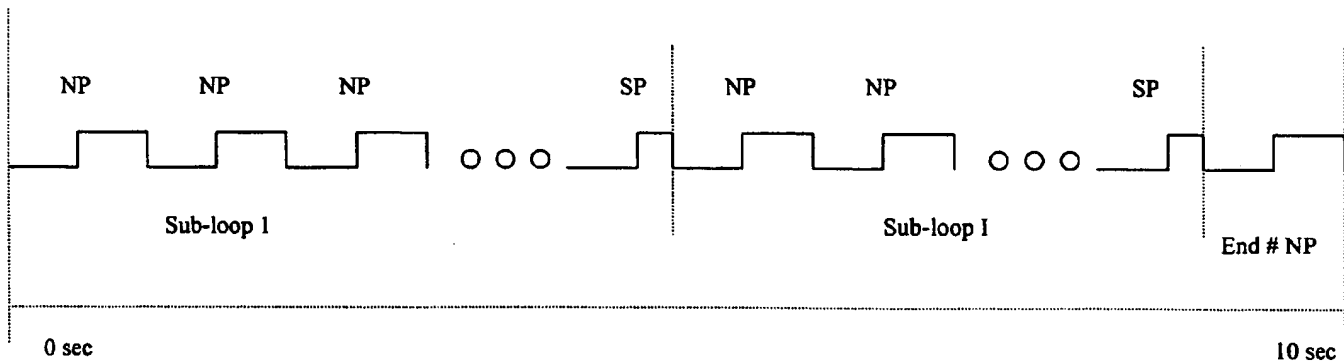 NP NP NP SP NP NP SP
Sub-loop 1 Sub-loop I
End # NP
0 sec 10 sec